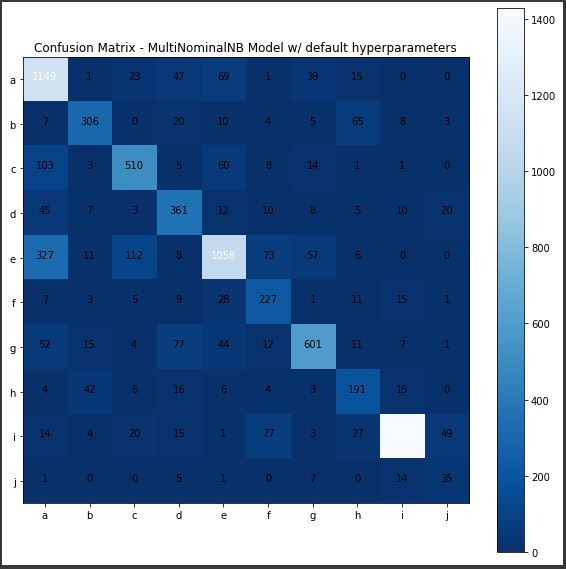 Confusion Matrix - MultiNominalNB Model w/ default hyperparameters
a 1149 1 23 47 69 1 39 15 0 0
b 7 306 0 20 10 4 5 65 8 3
c 103 3 510 5 60 8 14 1 1 0
d 45 7 3 361 12 10 8 5 10 20
e 327 11 112 8 1058 73 57 6 0 0
f 7 3 5 9 28 227 1 11 15 1
g 52 15 4 77 44 12 601 11 7 1
h 4 42 6 16 6 4 3 191 15 0
i 14 4 20 15 1 77 3 27 49
j 1 0 0 5 1 0 7 0 14 35
a b c d e f g h i j
1400
1200
1000
800
600
400
200
0